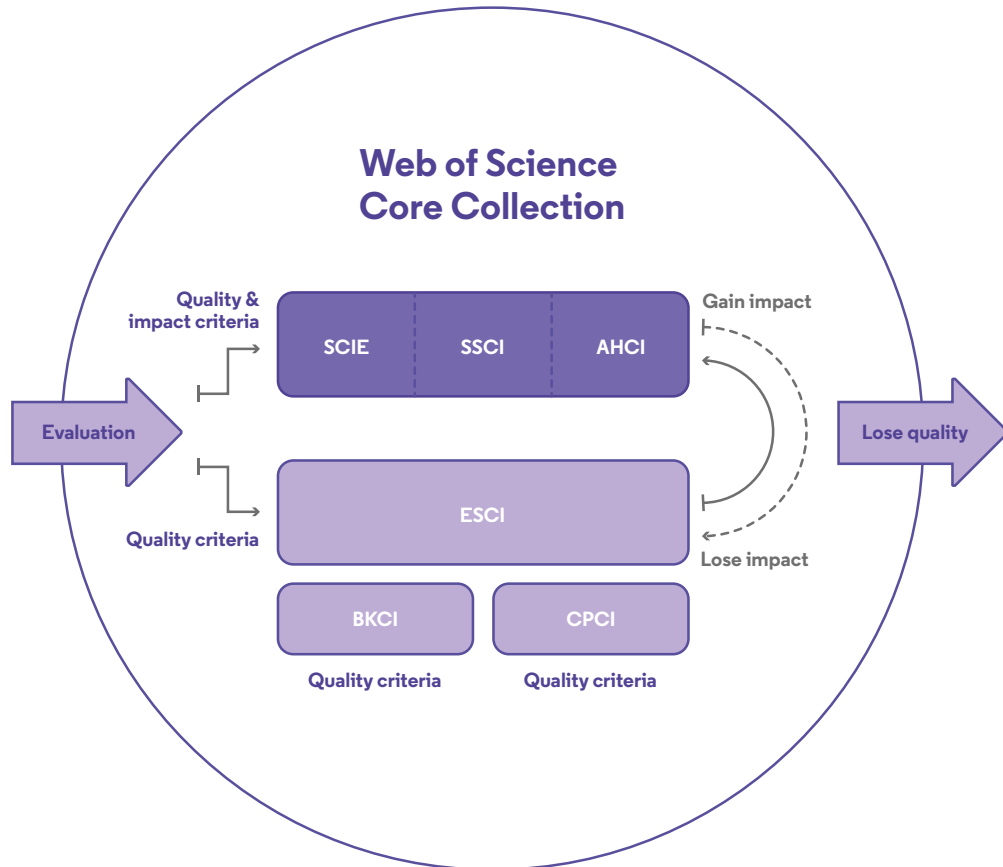 Web of Science
Core Collection
Quality &
impact criteria
Gain impact
SCIE
SSCI
AHCI
Evaluation
Lose quality
ESCI
Quality criteria
Lose impact
BKCI
CPCI
Quality criteria
Quality criteria